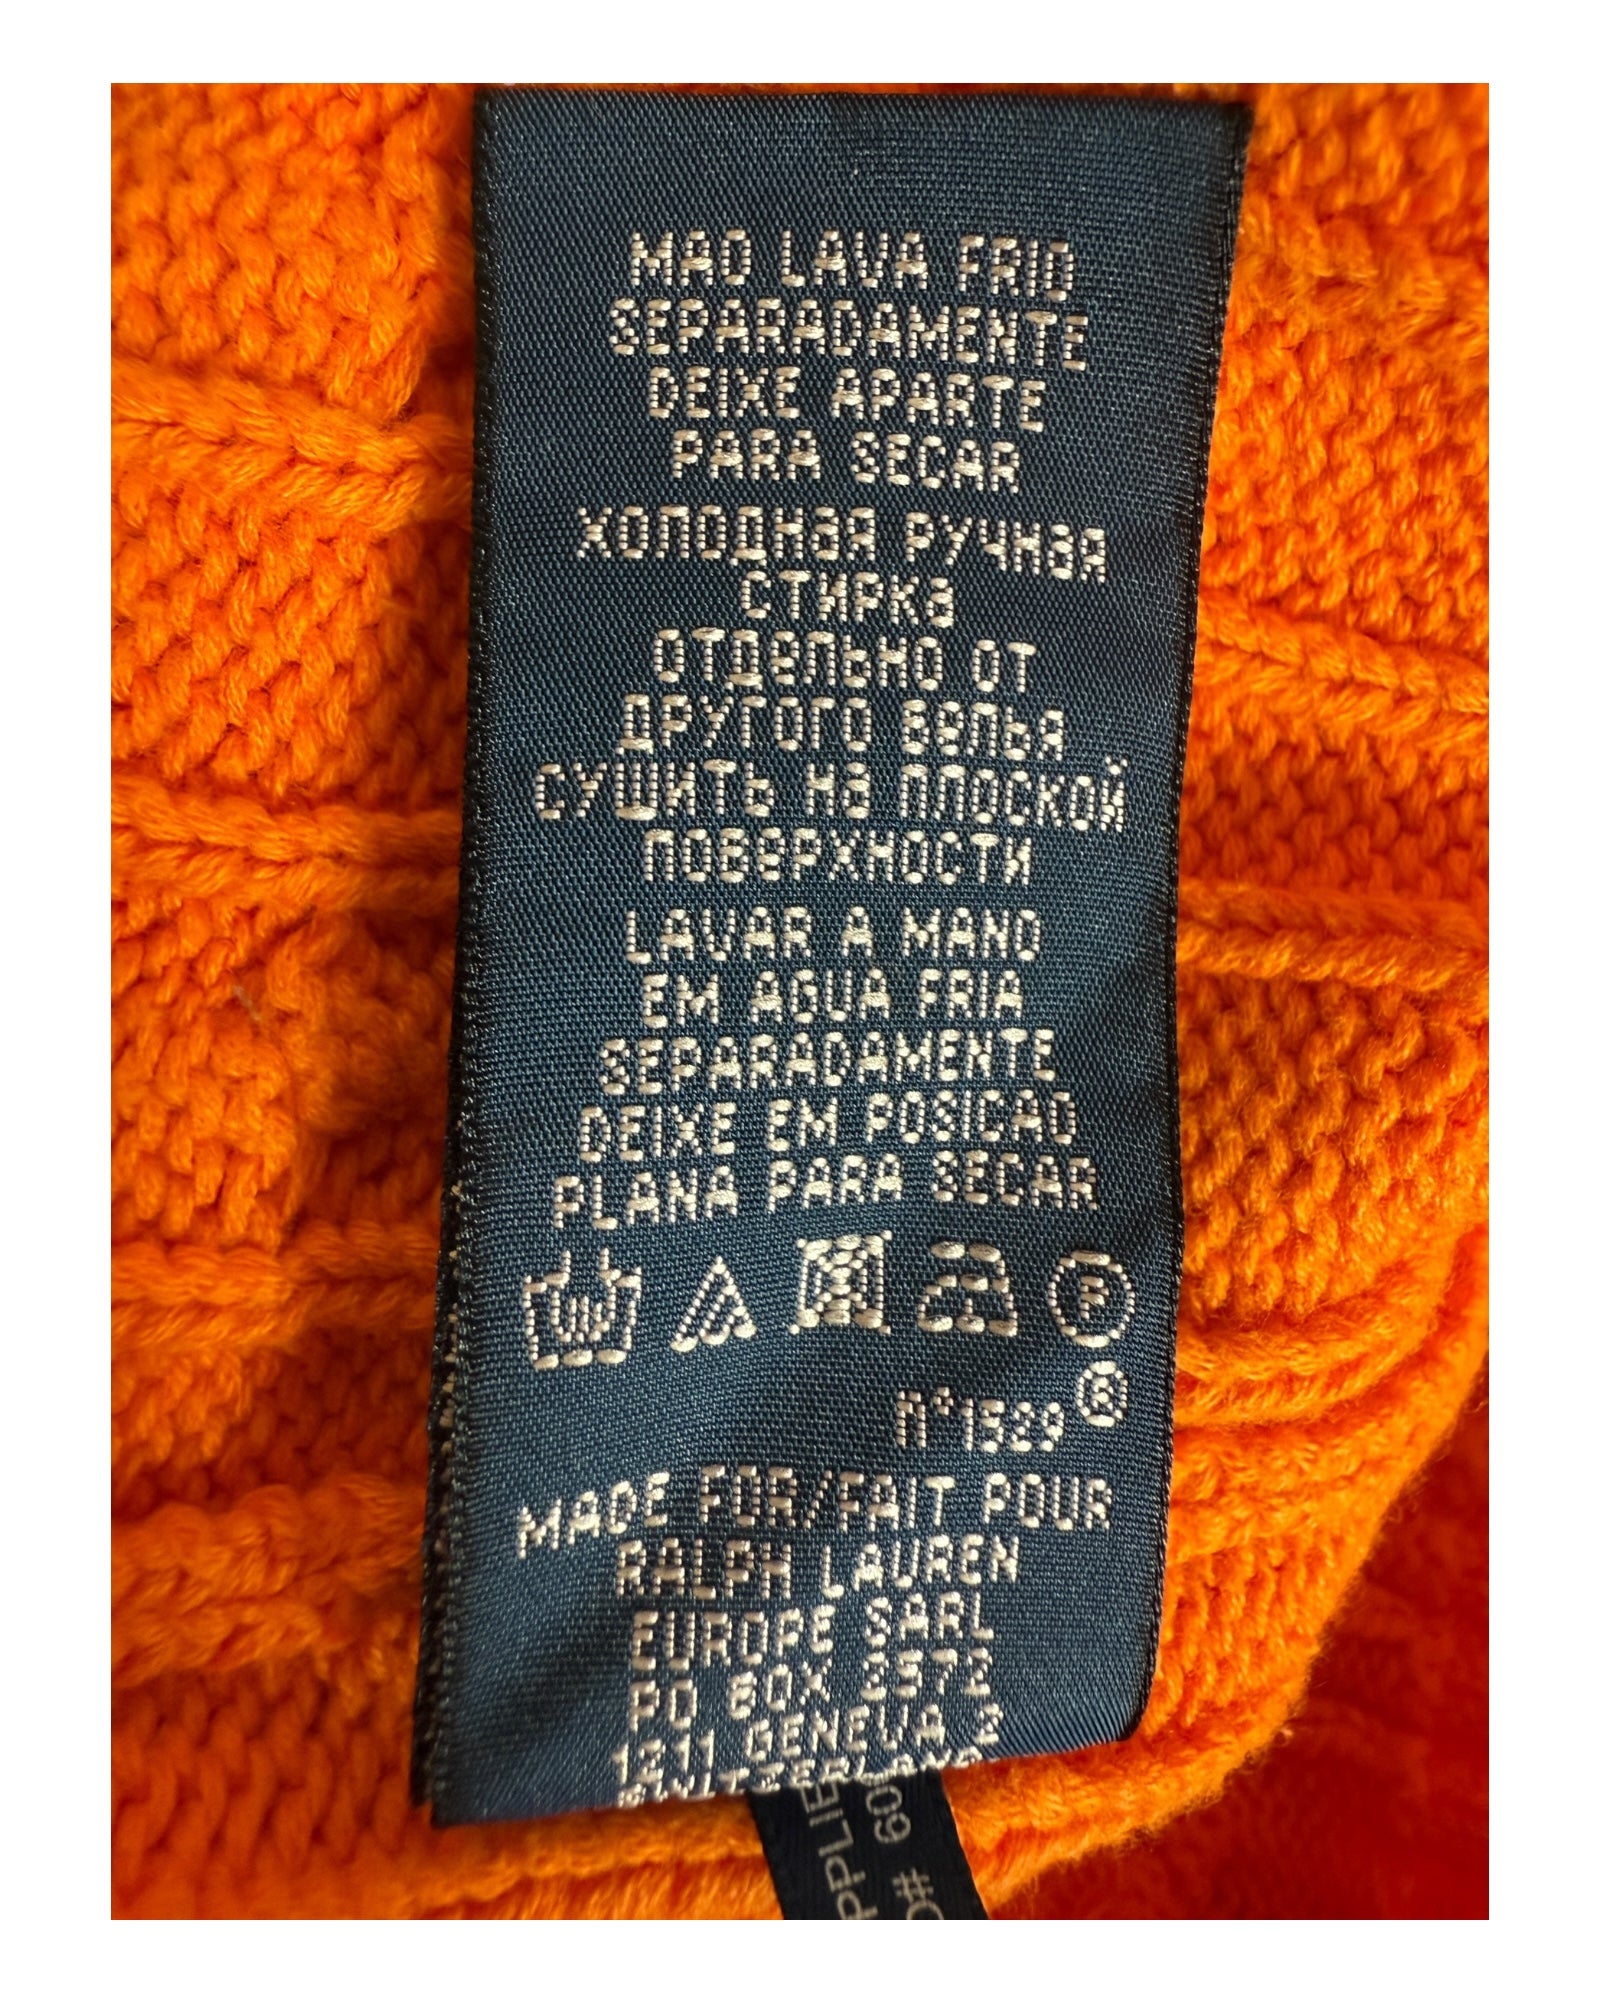 MAO LAVA FRIO
SEPARADAMENTE
DEIXE APARTE
PARA SECAR
ХОЛОДНАЯ РУЧНАЯ
СТИРКА
ОТДЕЛЬНО ОТ
ДРУГОГО БЕЛЬЯ
СУШИТЬ НА ПЛОСКОЙ
ПОВЕРХНОСТИ
LAVAR A MANO
EM AGUA FRIA
SEPARADAMENTE
DEIXE EM POSICAO
PLANA PARA SECAR
P
®
n°1529
MADE FOR/FAIT POUR
RALPH LAUREN
EUROPE SARL
PO BOX 2572
1211 GENEVA 2
SWITZERLAND